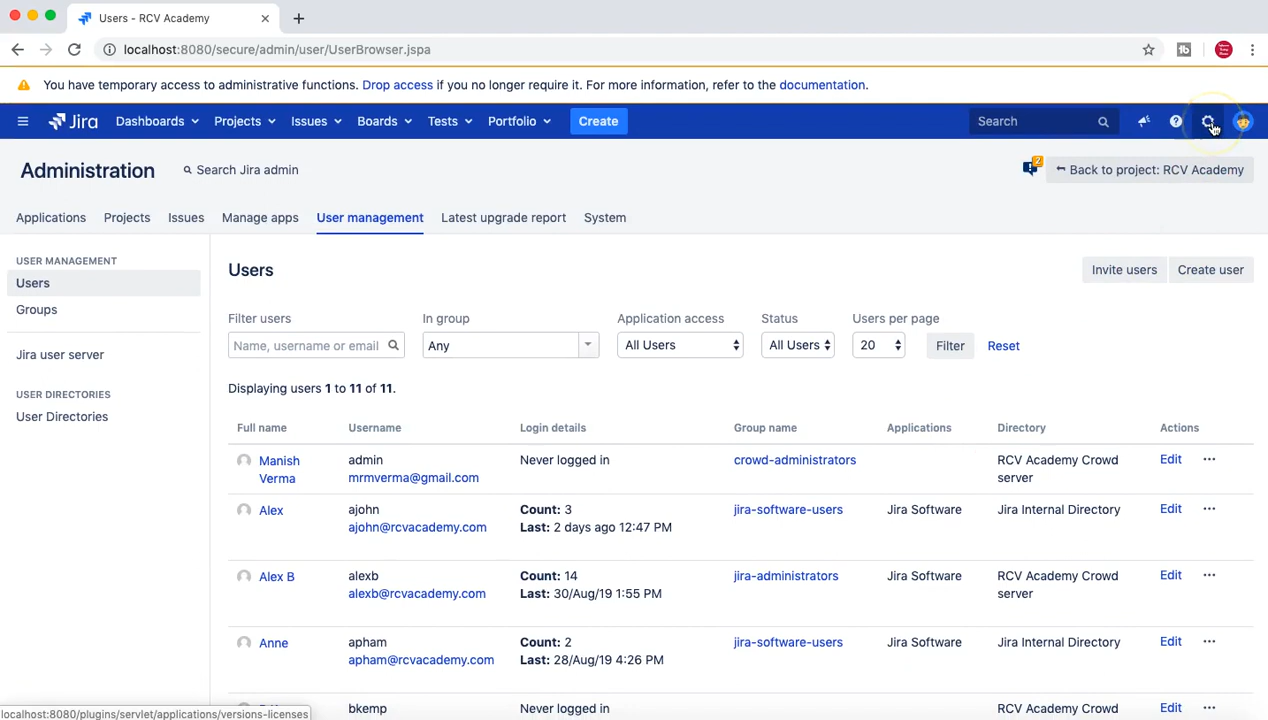 Users - RCV Academy
localhost:8080/secure/admin/user/UserBrowser.jspa
You have temporary access to administrative functions. Drop access if you no longer require it. For more information, refer to the documentation.
Jira Dashboards Projects Issues Boards Tests Portfolio Create Search
Administration Search Jira admin 2 Back to project: RCV Academy
Applications Projects Issues Manage apps User management Latest upgrade report System
USER MANAGEMENT
Users
Groups
Jira user server
USER DIRECTORIES
User Directories
Users Invite users Create user
Filter users In group Application access Status Users per page
Name, username or email Any All Users All Users 20 Filter Reset
Displaying users 1 to 11 of 11.
Full name Username Login details Group name Applications Directory Actions
Manish admin Never logged in crowd-administrators RCV Academy Crowd Edit ...
Verma mrmverma@gmail.com server
Alex ajohn Count: 3 jira-software-users Jira Software Jira Internal Directory Edit ...
ajohn@rcvacademy.com Last: 2 days ago 12:47 PM
Alex B alexb Count: 14 jira-administrators Jira Software RCV Academy Crowd Edit ...
alexb@rcvacademy.com Last: 30/Aug/19 1:55 PM server
Anne apham Count: 2 jira-software-users Jira Software Jira Internal Directory Edit ...
apham@rcvacademy.com Last: 28/Aug/19 4:26 PM
bkemp Never logged in RCV Academy Crowd Edit ...
localhost:8080/plugins/servlet/applications/versions-licenses